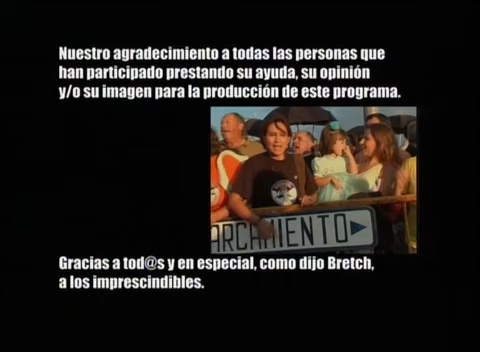 Nuestro agradecimiento a todas las personas que
han participado prestando su ayuda, su opinión
y/o su imagen para la producción de este programa.
ARCAMIENTO
Gracias a tod@s y en especial, como dijo Bretch,
a los imprescindibles.